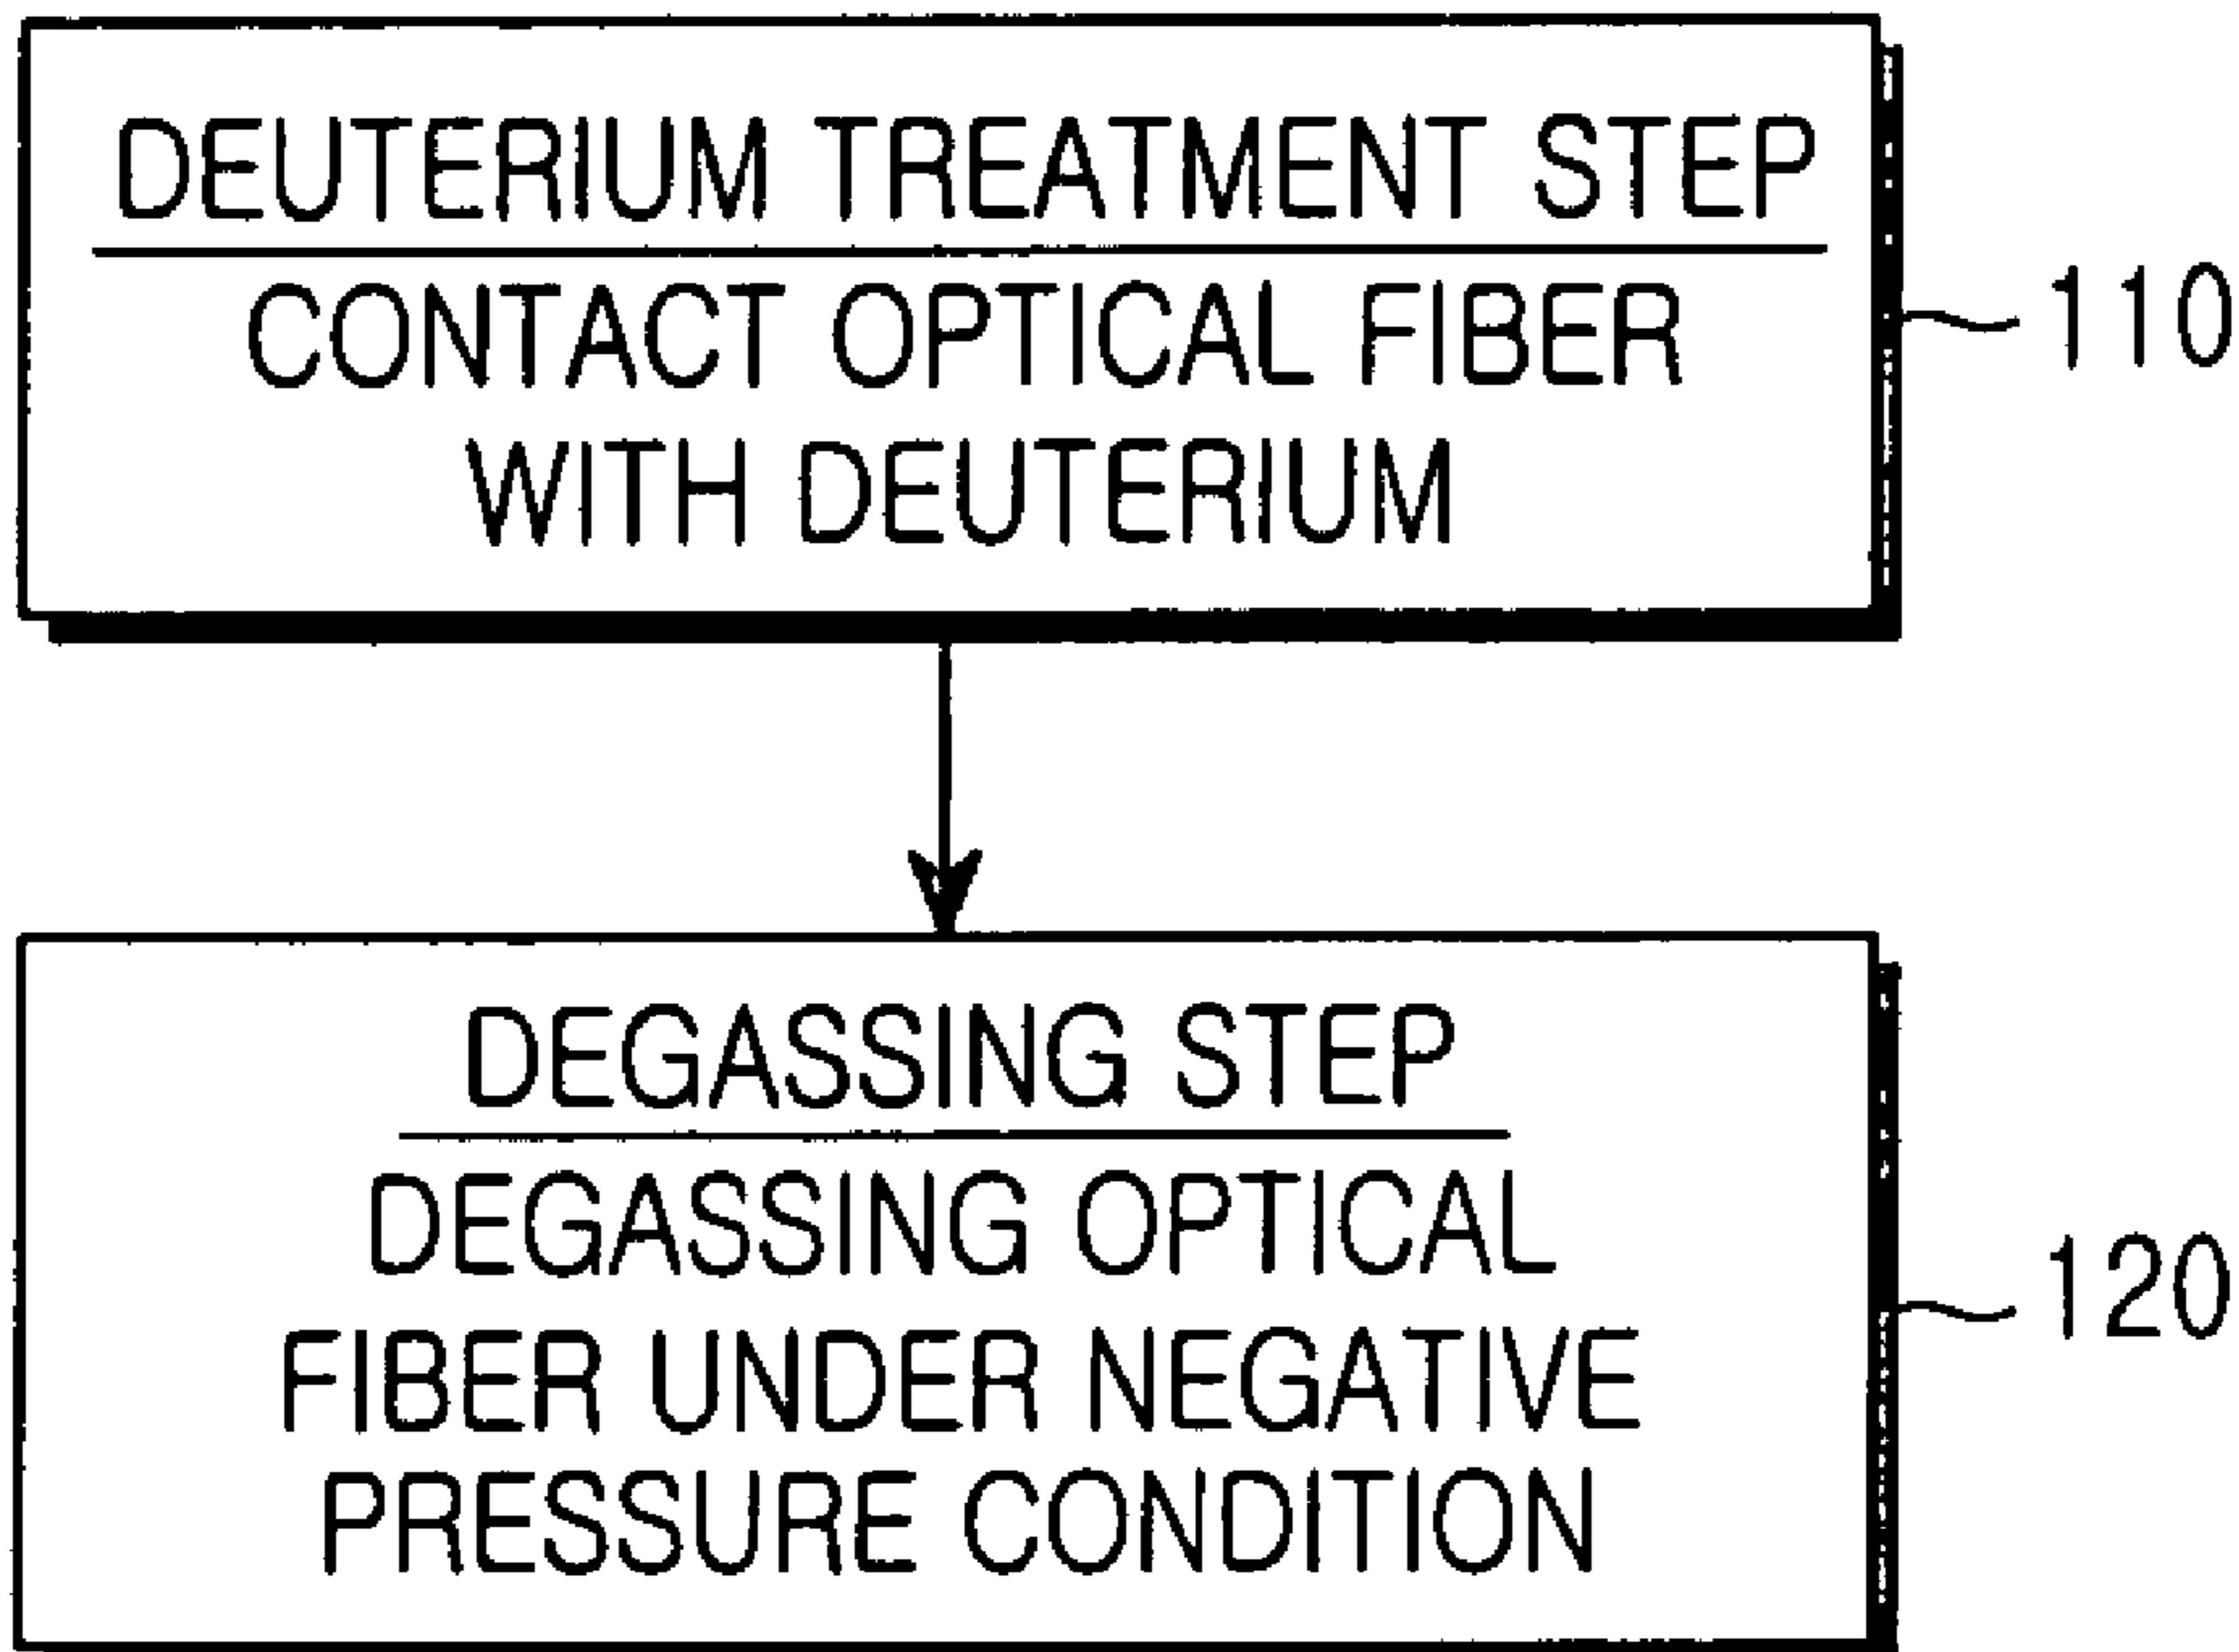 DEUTERIUM TREATMENT STEP
CONTACT OPTICAL FIBER
WITH DEUTERIUM
110
DEGASSING STEP
DEGASSING OPTICAL
FIBER UNDER NEGATIVE
PRESSURE CONDITION
120